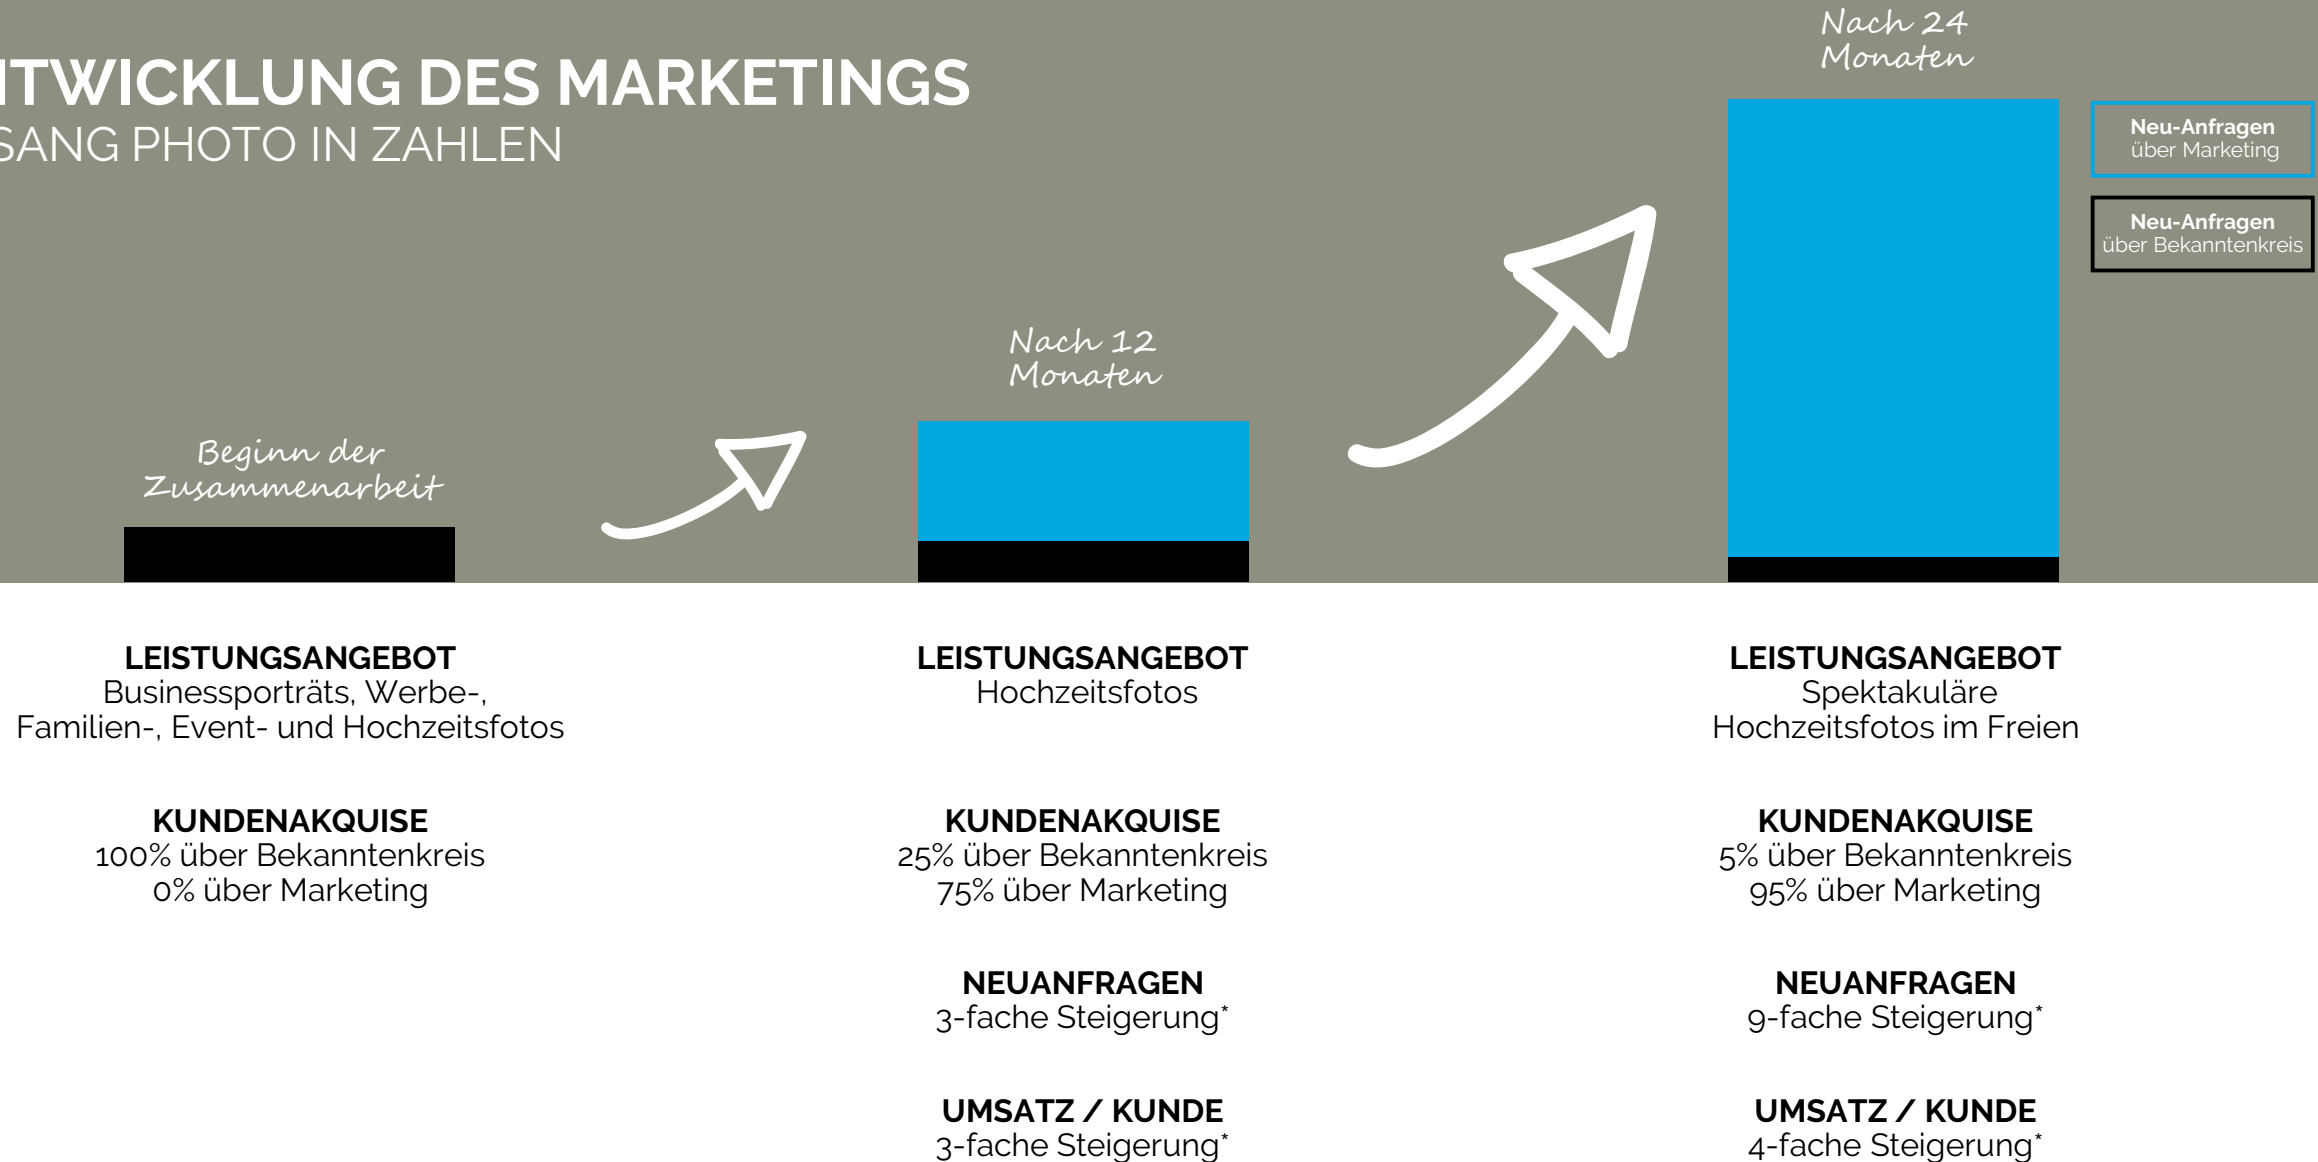 NTWICKLUNG DES MARKETINGS
SANG PHOTO IN ZAHLEN
Nach 24
Monaten
Neu-Anfragen
über Marketing
Neu-Anfragen
über Bekanntenkreis
Nach 12
Monaten
Beginn der
Zusammenarbeit
LEISTUNGSANGEBOT
Businessporträts, Werbe-,
Familien-, Event- und Hochzeitsfotos
KUNDENAKQUISE
100% über Bekanntenkreis
0% über Marketing
LEISTUNGSANGEBOT
Hochzeitsfotos
KUNDENAKQUISE
25% über Bekanntenkreis
75% über Marketing
NEUANFRAGEN
3-fache Steigerung*
UMSATZ / KUNDE
3-fache Steigerung*
LEISTUNGSANGEBOT
Spektakuläre
Hochzeitsfotos im Freien
KUNDENAKQUISE
5% über Bekanntenkreis
95% über Marketing
NEUANFRAGEN
9-fache Steigerung*
UMSATZ / KUNDE
4-fache Steigerung*